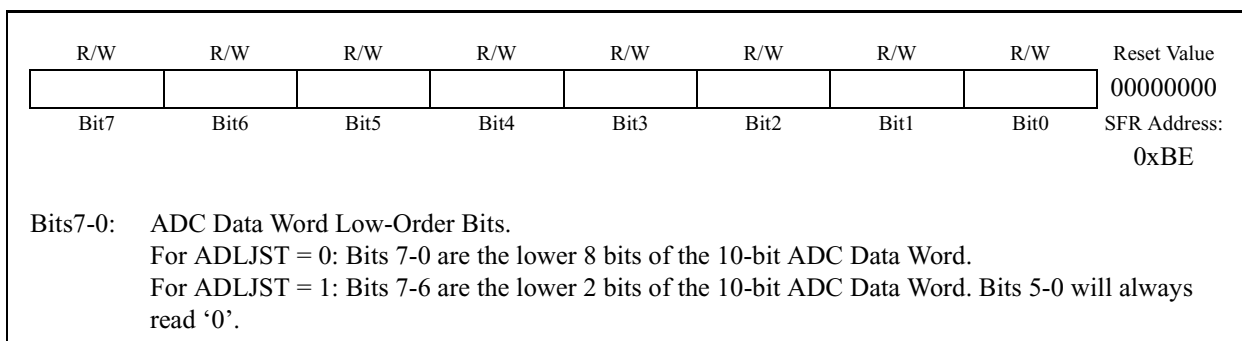 R/W R/W R/W R/W R/W R/W R/W R/W Reset Value
00000000
Bit7 Bit6 Bit5 Bit4 Bit3 Bit2 Bit1 Bit0 SFR Address:
0xBE
Bits7-0: ADC Data Word Low-Order Bits.
For ADLJST = 0: Bits 7-0 are the lower 8 bits of the 10-bit ADC Data Word.
For ADLJST = 1: Bits 7-6 are the lower 2 bits of the 10-bit ADC Data Word. Bits 5-0 will always
read ‘0’.